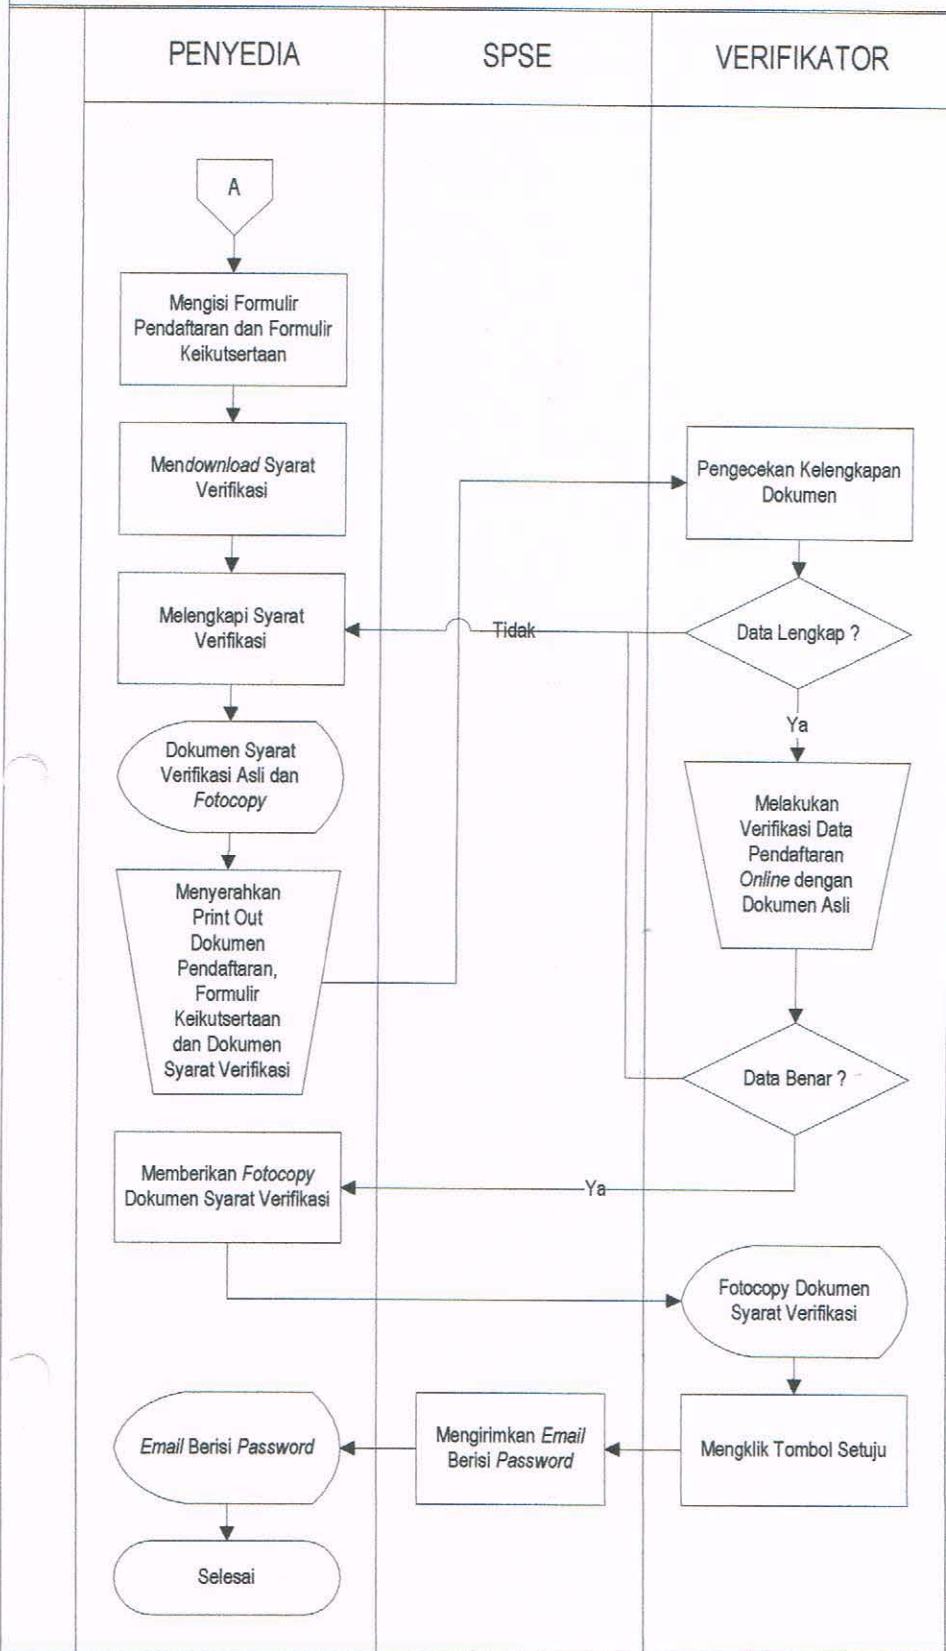 PENYEDIA
SPSE
VERIFIKATOR
A
Mengisi Formulir
Pendaftaran dan Formulir
Keikutsertaan
Mendownload Syarat
Verifikasi
Pengecekan Kelengkapan
Dokumen
Melengkapi Syarat
Verifikasi
Tidak
Data Lengkap ?
Ya
Dokumen Syarat
Verifikasi Asli dan
Fotocopy
Melakukan
Verifikasi Data
Pendaftaran
Online dengan
Dokumen Asli
Menyerahkan
Print Out
Dokumen
Pendaftaran,
Formulir
Keikutsertaan
dan Dokumen
Syarat Verifikasi
Data Benar ?
Memberikan Fotocopy
Dokumen Syarat Verifikasi
Ya
Fotocopy Dokumen
Syarat Verifikasi
Email Berisi Password
Mengirimkan Email
Berisi Password
Mengklik Tombol Setuju
Selesai